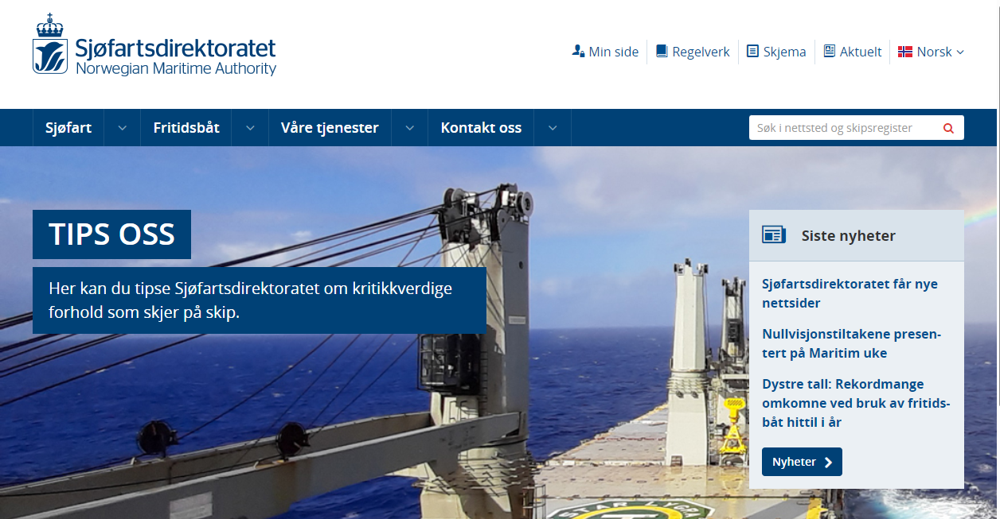 Sjøfartsdirektoratet
Norwegian Maritime Authority
Min side
Regelverk
Skjema
Aktuelt
Norsk
Sjøfart
Fritidsbåt
Våre tjenester
Kontakt oss
Søk i nettsted og skipsregister
TIPS OSS
Her kan du tipse Sjøfartsdirektoratet om kritikkverdige
forhold som skjer på skip.
Siste nyheter
Sjøfartsdirektoratet får nye
nettsider
Nullvisjonstiltakene presen-
tert på Maritim uke
Dystre tall: Rekordmange
omkomne ved bruk av fritids-
båt hittil i år
Nyheter
STAR LYGRA